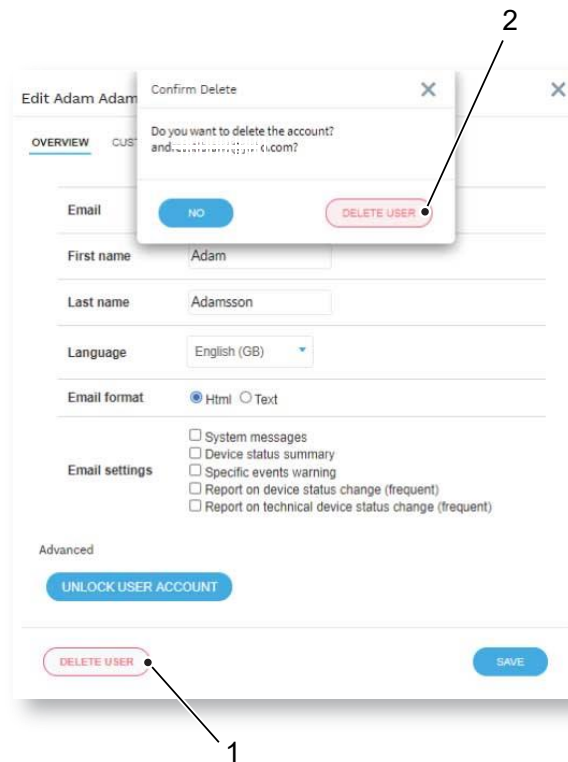 2
Edit Adam Adam
Confirm Delete
OVERVIEW CUST
Do you want to delete the account?
.com?
Email
NO DELETE USER
First name Adam
Last name Adamsson
Language English (GB)
Email format Html Text
Email settings
System messages
Device status summary
Specific events warning
Report on device status change (frequent)
Report on technical device status change (frequent)
Advanced
UNLOCK USER ACCOUNT
DELETE USER SAVE
1